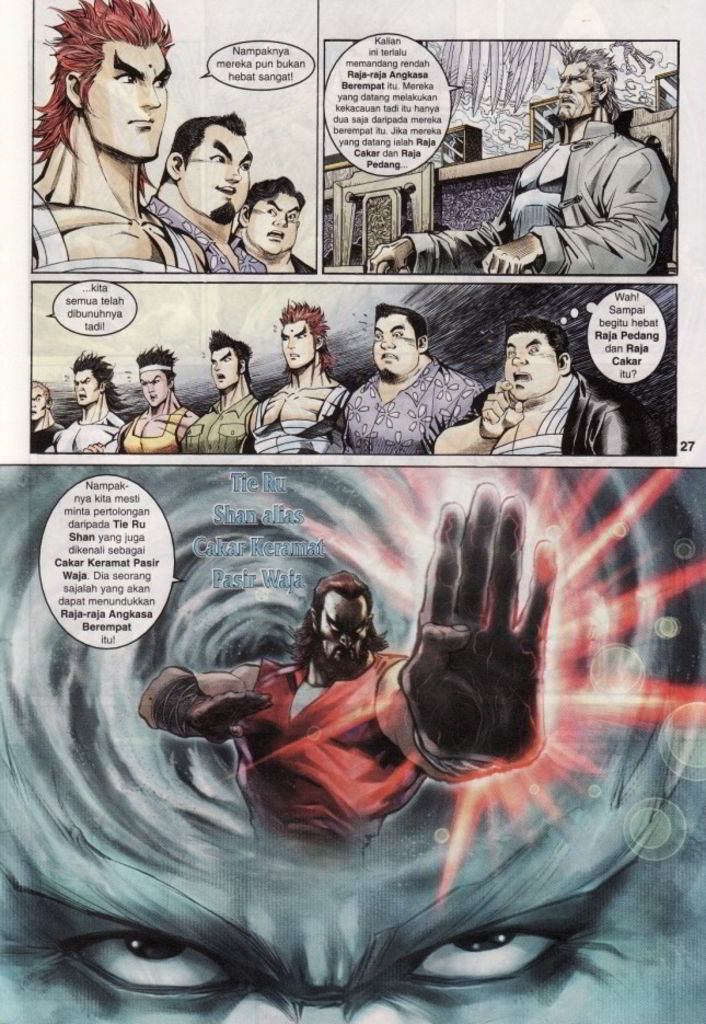 Nampaknya
mereka pun bukan
hebat sangat!
Kalian
ini terlalu
memandang rendah
Raja-raja Angkasa
Berempat itu. Mereka
yang datang melakukan
kekacauan tadi itu hanya
dua saja daripada mereka
berempat itu. Jika mereka
yang datang ialah Raja
Cakar dan Raja
Pedang...
...kita
semua telah
dibunuhnya
tadi!
Wah!
Sampai
begitu hebat
Raja Pedang
dan Raja
Cakar
itu?
27
Nampak-
nya kita mesti
minta pertolongan
daripada Tie Ru
Shan yang juga
dikenali sebagai
Cakar Keramat Pasir
Waja. Dia seorang
sajalah yang akan
dapat menundukkan
Raja-raja Angkasa
Berempat
itu!
Tie Ru
Shan alias
Cakar Keramat
Pasir Waja